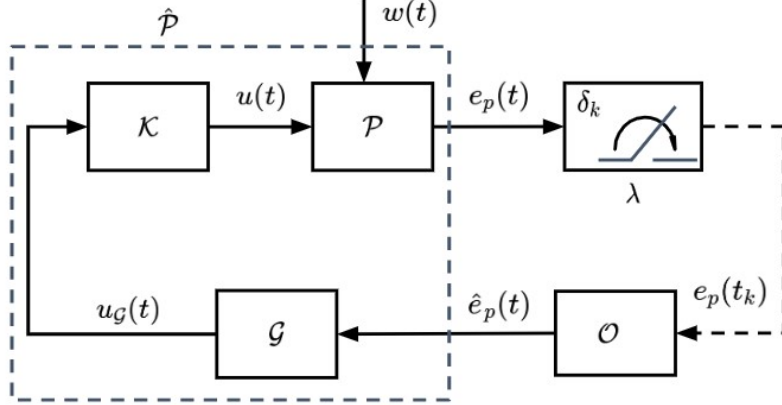 𝒫̂
w(t)
𝒦
u(t)
𝒫
e_p(t)
δ_k
λ
u_𝒢(t)
𝒢
ê_p(t)
𝒪
e_p(t_k)